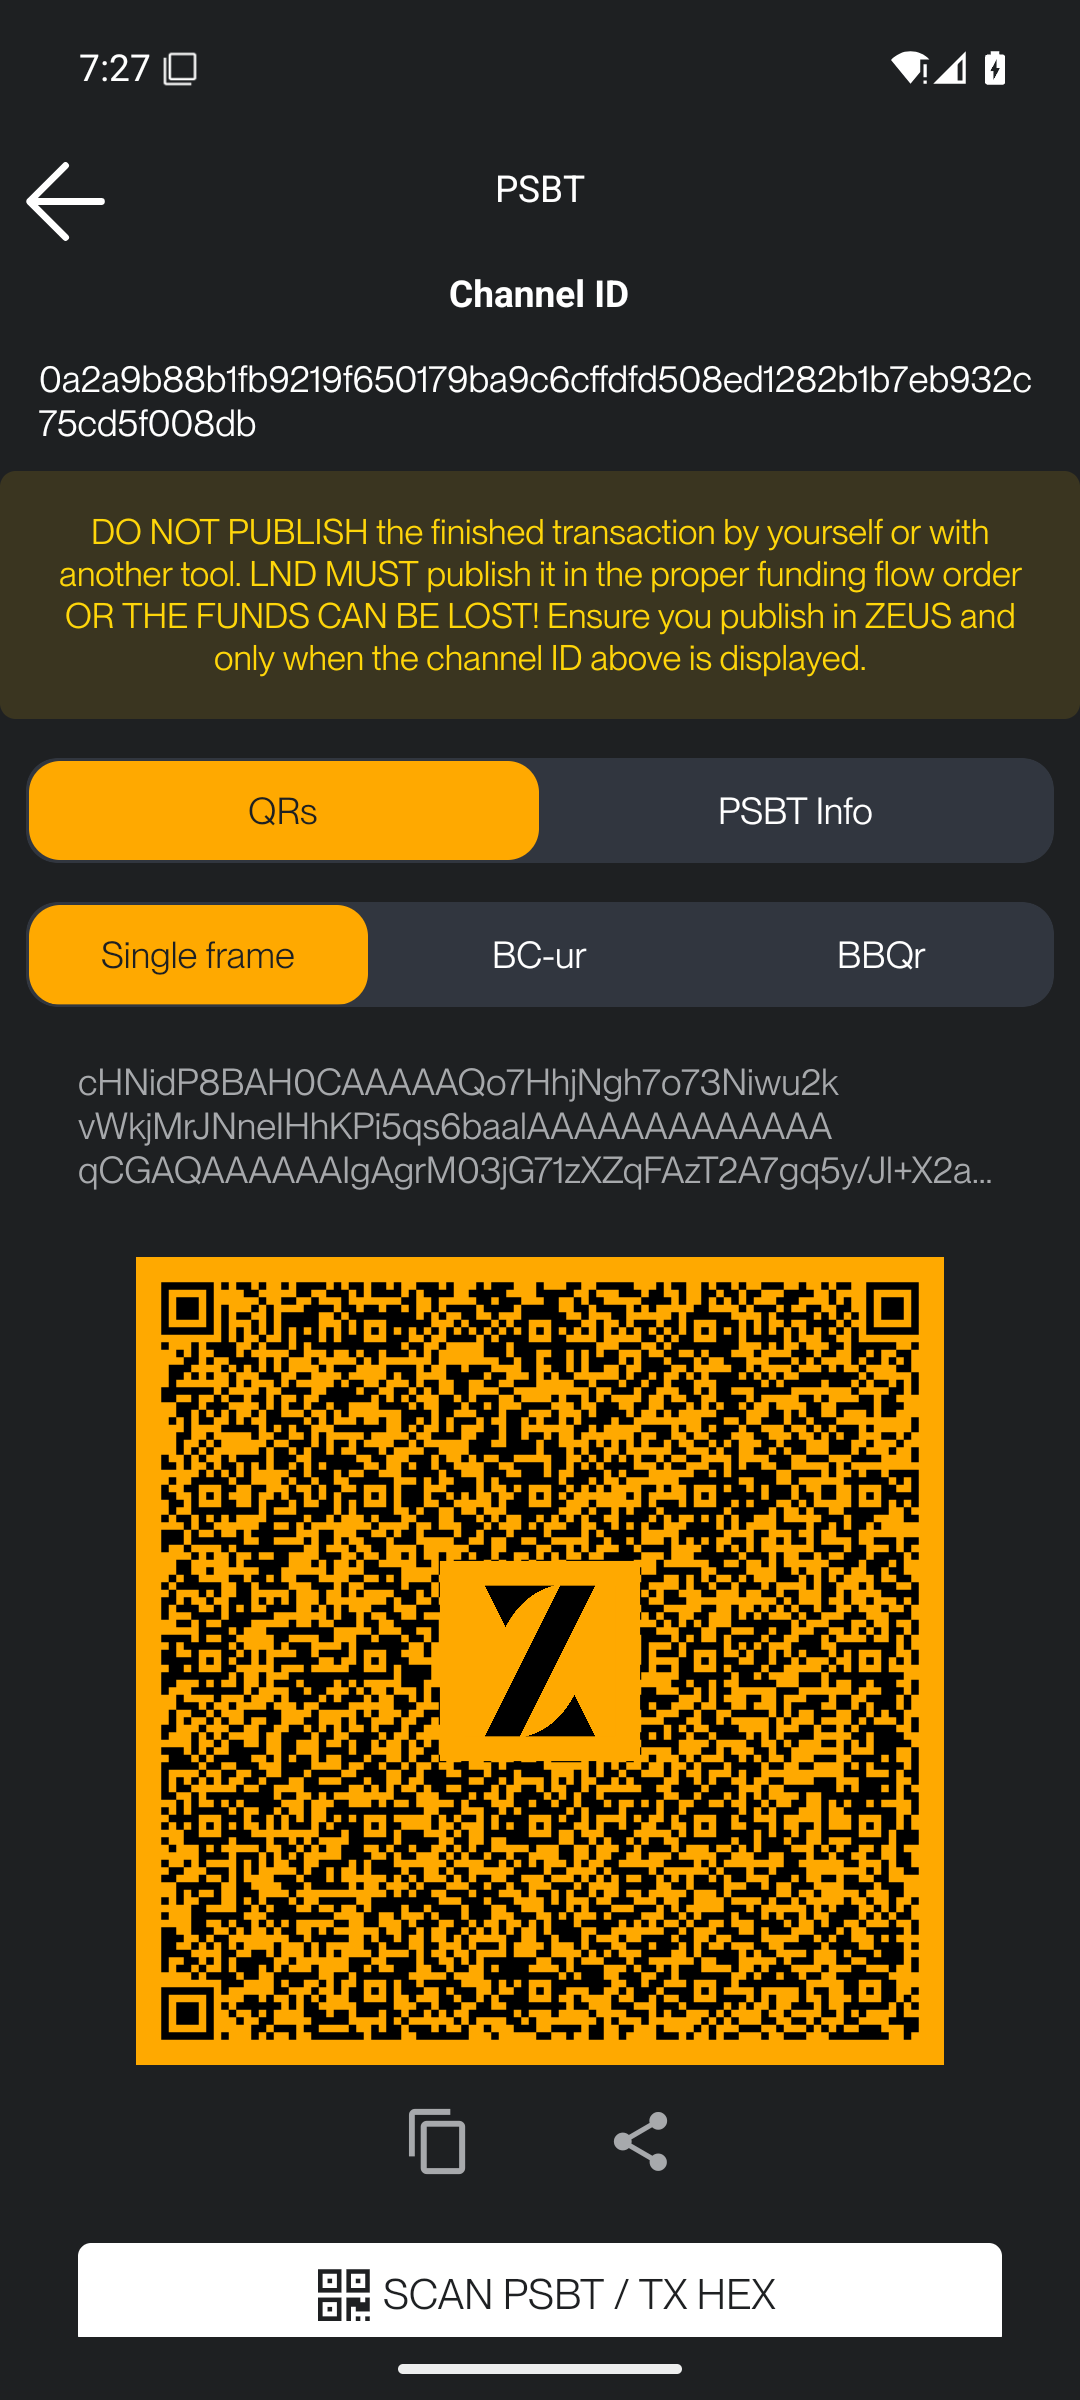 7:27
PSBT
Channel ID
0a2a9b88b1fb9219f650179ba9c6cffdfd508ed1282b1b7eb932c
75cd5f008db
DO NOT PUBLISH the finished transaction by yourself or with
another tool. LND MUST publish it in the proper funding flow order
OR THE FUNDS CAN BE LOST! Ensure you publish in ZEUS and
only when the channel ID above is displayed.
QRs
PSBT Info
Single frame
BC-ur
BBQr
cHNidP8BAH0CAAAAAQo7HhjNgh7o73Niwu2k
vWkjMrJNneIHhKPi5qs6baalAAAAAAAAAAAAA
qCGAQAAAAAAIgAgrM03jG71zXZqFAzT2A7gq5y/Jl+X2a...
SCAN PSBT / TX HEX